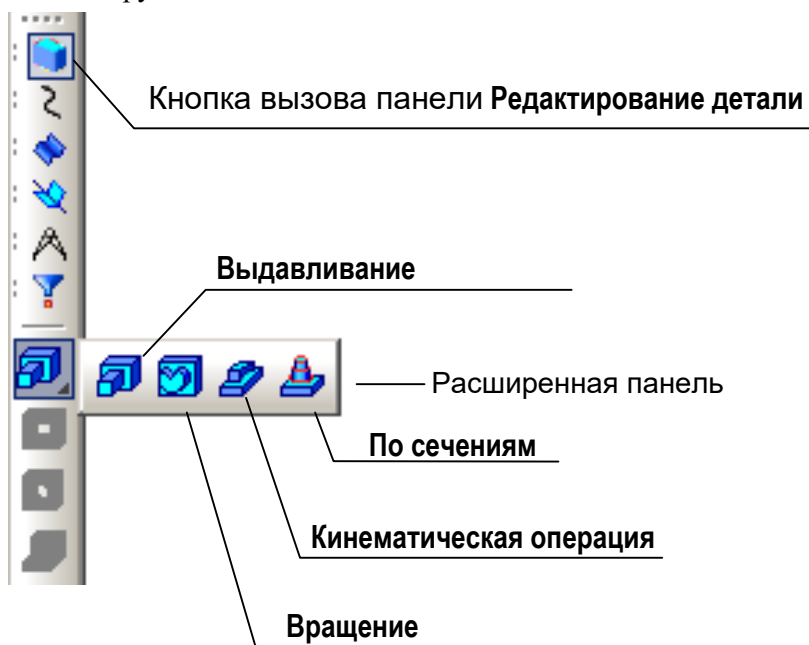 Кнопка вызова панели Редактирование детали
Выдавливание
Расширенная панель
По сечениям
Кинематическая операция
Вращение